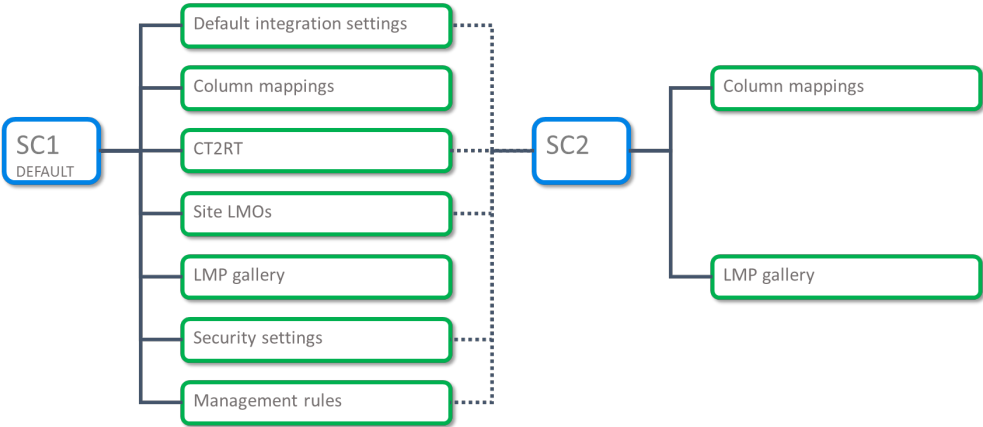 SC1
DEFAULT
Default integration settings
Column mappings
CT2RT
Site LMOs
LMP gallery
Security settings
Management rules
SC2
Column mappings
LMP gallery